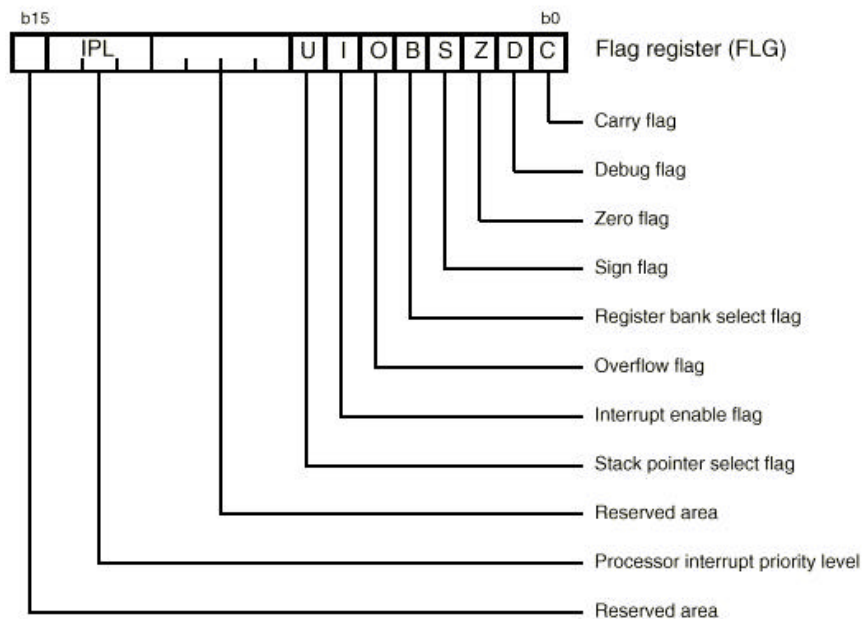 b15 b0
IPL U I O B S Z D C Flag register (FLG)
Carry flag
Debug flag
Zero flag
Sign flag
Register bank select flag
Overflow flag
Interrupt enable flag
Stack pointer select flag
Reserved area
Processor interrupt priority level
Reserved area